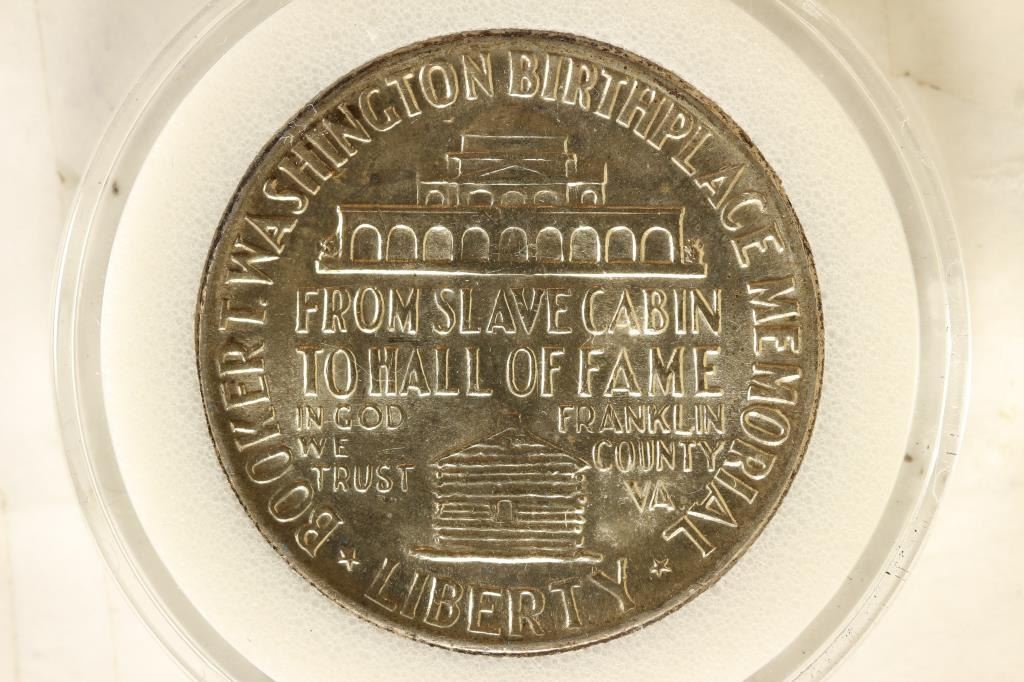 BOOKER T. WASHINGTON BIRTHPLACE MEMORIAL
FROM SLAVE CABIN
TO HALL OF FAME
IN GOD
WE
TRUST
FRANKLIN
COUNTY
VA.
LIBERTY